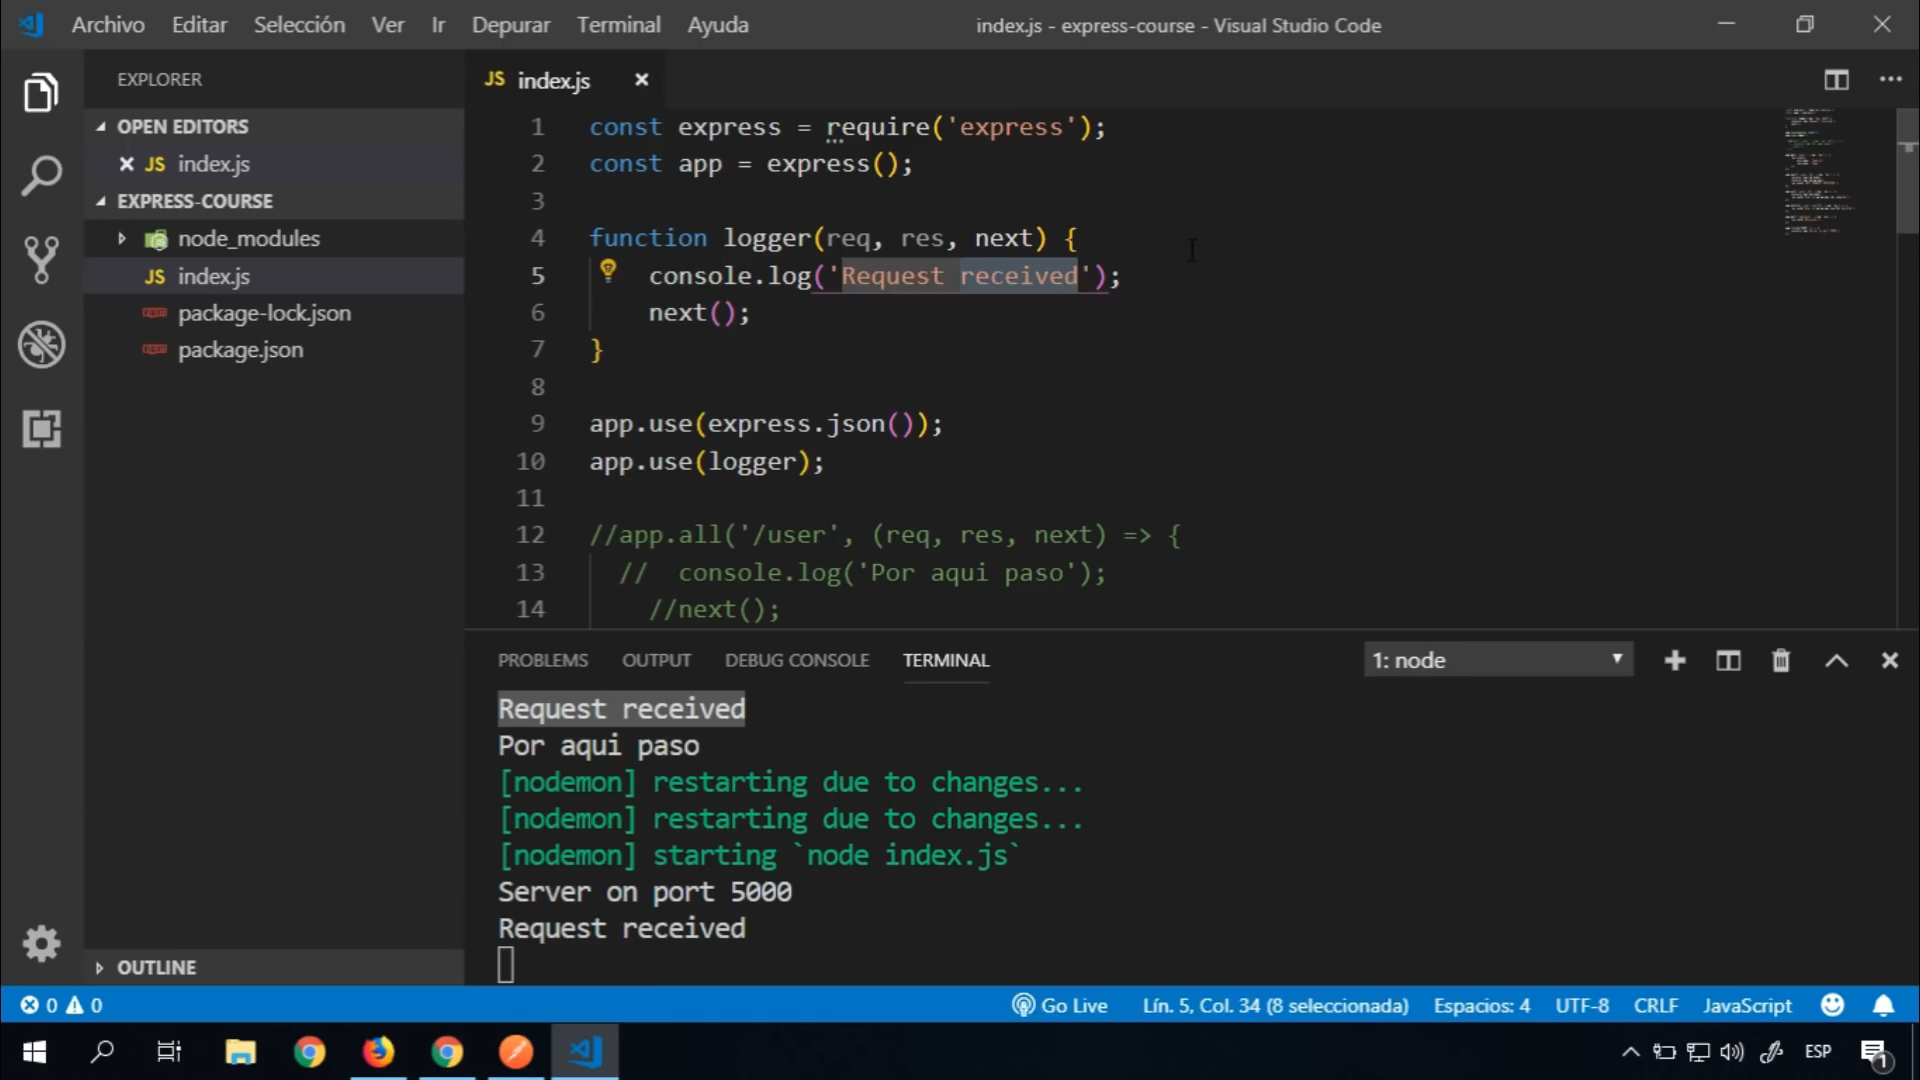 Archivo Editar Selección Ver Ir Depurar Terminal Ayuda
index.js - express-course - Visual Studio Code
EXPLORER
OPEN EDITORS
JS index.js
EXPRESS-COURSE
node_modules
JS index.js
package-lock.json
package.json
OUTLINE
JS index.js
1 const express = require('express');
2 const app = express();
3
4 function logger(req, res, next) {
5 console.log('Request received');
6 next();
7 }
8
9 app.use(express.json());
10 app.use(logger);
11
12 //app.all('/user', (req, res, next) => {
13 // console.log('Por aqui paso');
14 //next();
PROBLEMS OUTPUT DEBUG CONSOLE TERMINAL
1: node
Request received
Por aqui paso
[nodemon] restarting due to changes...
[nodemon] restarting due to changes...
[nodemon] starting `node index.js`
Server on port 5000
Request received
0 0
Go Live Lín. 5, Col. 34 (8 seleccionada) Espacios: 4 UTF-8 CRLF JavaScript
ESP
1